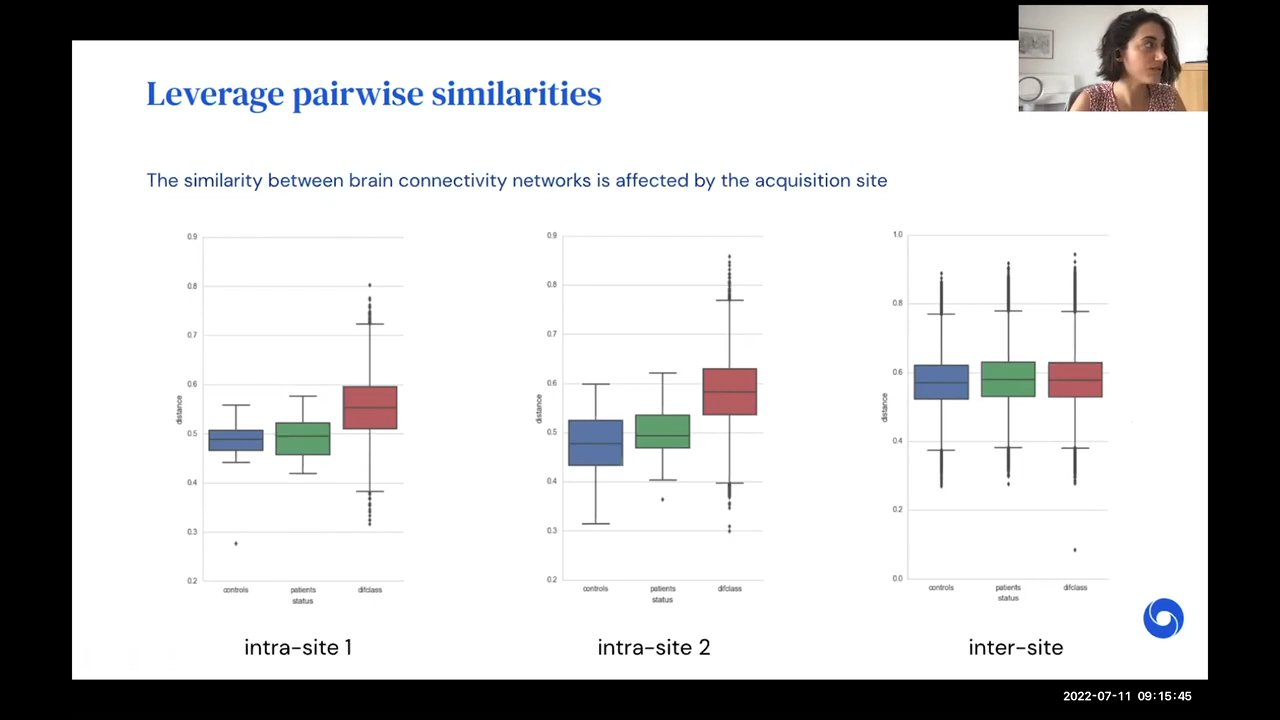 Leverage pairwise similarities
The similarity between brain connectivity networks is affected by the acquisition site
0.9
0.8
0.7
0.6
0.5
0.4
0.3
0.2
distance
controls patients difclass
status
intra-site 1
0.9
0.8
0.7
0.6
0.5
0.4
0.3
0.2
distance
controls patients difclass
status
intra-site 2
1.0
0.8
0.6
0.4
0.2
0.0
distance
controls patients difclass
status
inter-site
2022-07-11 09:15:45